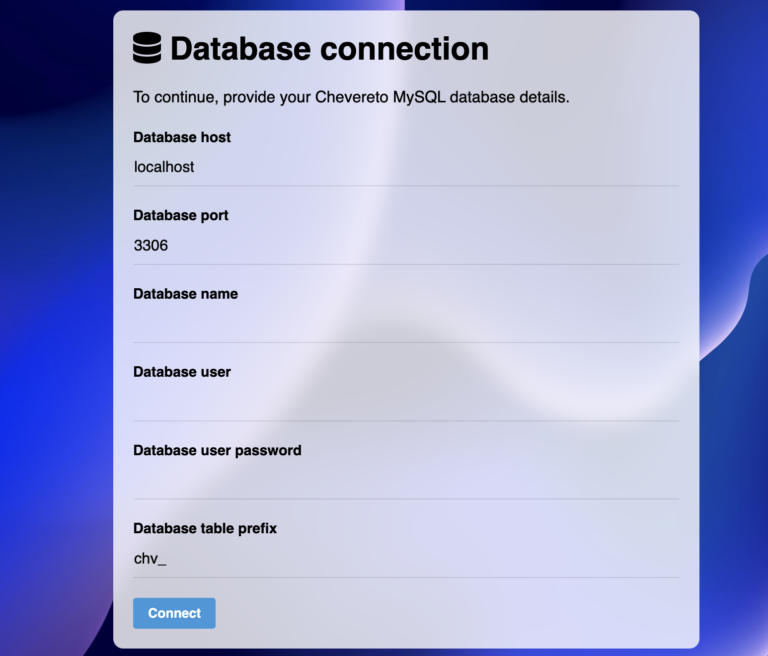 Database connection
To continue, provide your Chevereto MySQL database details.
Database host
localhost
Database port
3306
Database name
Database user
Database user password
Database table prefix
chv_
Connect